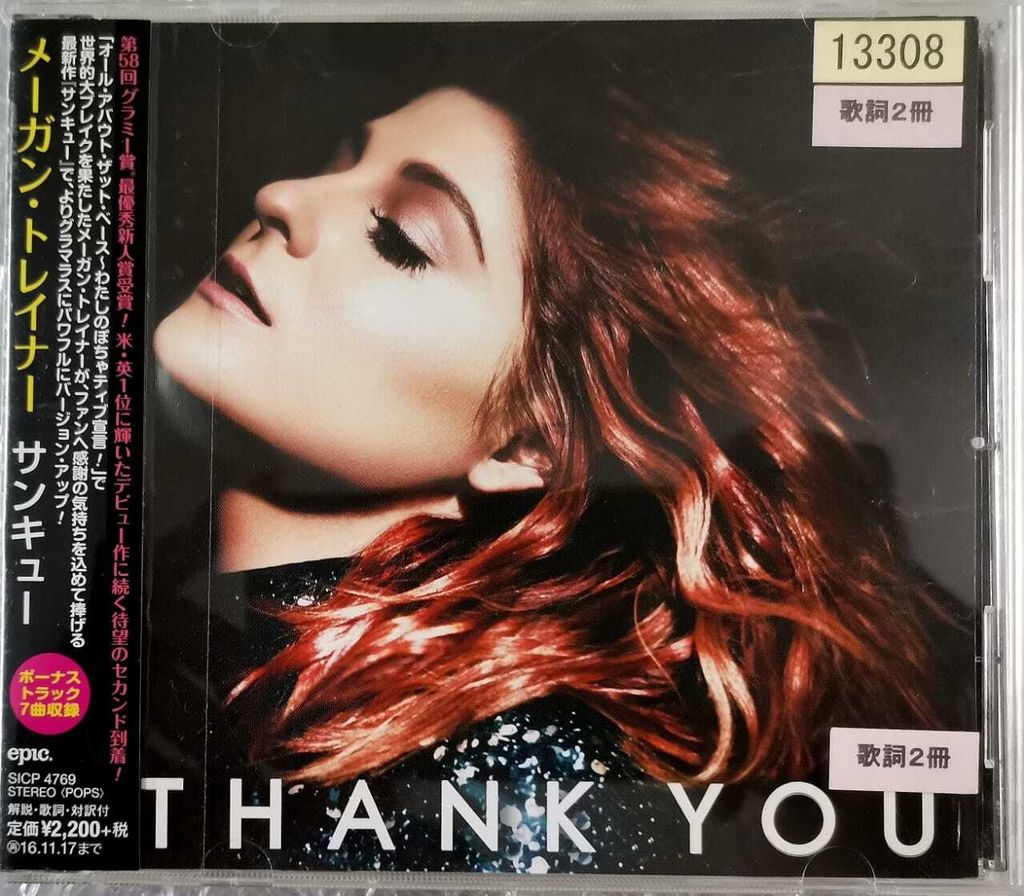 メーガン・トレイナー サンキュー
最新作『サンキュー』で、よりグラマラスにパワフルにバージョン・アップ！
世界的大ブレイクを果たしたメーガン・トレイナーが、ファンへ感謝の気持ちを込めて捧げる
「オール・アバウト・ザット・ベース～わたしのぽちゃティブ宣言！」で
第58回グラミー賞®最優秀新人賞受賞！米・英1位に輝いたデビュー作に続く待望のセカンド到着！
ボーナス
トラック
7曲収録
epic.
SICP 4769
STEREO〈POPS〉
解説・歌詞・対訳付
定価¥2,200+税
16.11.17まで
13308
歌詞2冊
歌詞2冊
THANK YOU